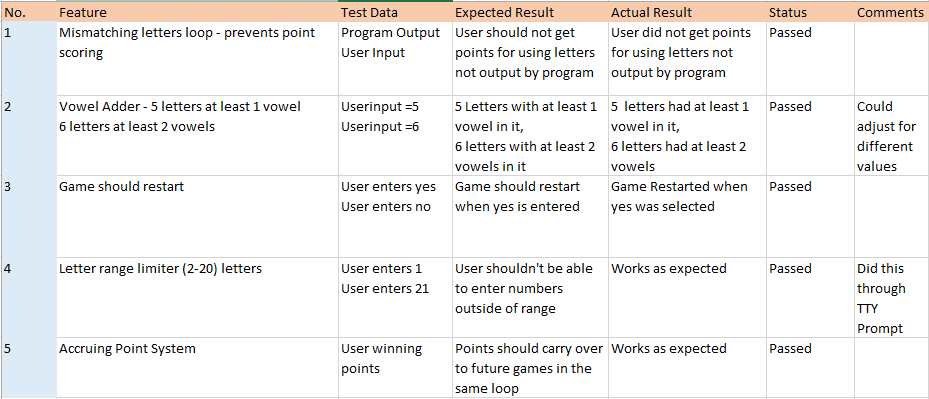 No. Feature Test Data Expected Result Actual Result Status Comments
1 Mismatching letters loop - prevents point Program Output User should not get User did not get points Passed
scoring User Input points for using letters for using letters not
not output by program output by program
2 Vowel Adder - 5 letters at least 1 vowel Userinput =5 5 Letters with at least 1 5 letters had at least 1 Passed Could
6 letters at least 2 vowels Userinput =6 vowel in it, vowel in it, adjust for
6 letters with at least 2 6 letters had at least 2 different
vowels in it vowels values
3 Game should restart User enters yes Game should restart Game Restarted when Passed
User enters no when yes is entered yes was selected
4 Letter range limiter (2-20) letters User enters 1 User shouldn't be able Works as expected Passed Did this
User enters 21 to enter numbers through
outside of range TTY
Prompt
5 Accruing Point System User winning Points should carry over Works as expected Passed
points to future games in the
same loop